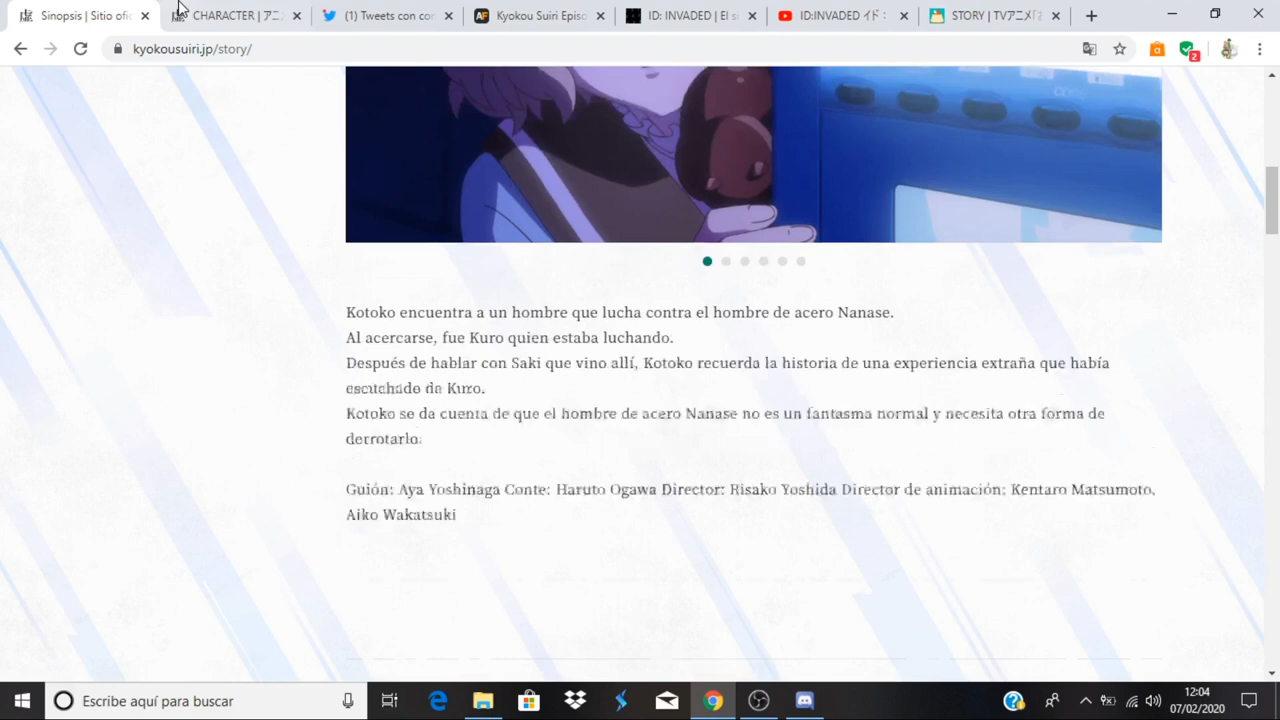 Sinopsis | Sitio ofic
CHARACTER | アニ
(1) Tweets con con
Kyokou Suiri Episo
ID: INVADED | El si
ID:INVADED イド:
STORY | TVアニメ「
kyokousuiri.jp/story/
2
Kotoko encuentra a un hombre que lucha contra el hombre de acero Nanase.
Al acercarse, fue Kuro quien estaba luchando.
Después de hablar con Saki que vino allí, Kotoko recuerda la historia de una experiencia extraña que había
escuchado de Kuro.
Kotoko se da cuenta de que el hombre de acero Nanase no es un fantasma normal y necesita otra forma de
derrotarlo.
Guión: Aya Yoshinaga Conte: Haruto Ogawa Director: Risako Yoshida Director de animación: Kentaro Matsumoto,
Aiko Wakatsuki
Escribe aquí para buscar
12:04
07/02/2020